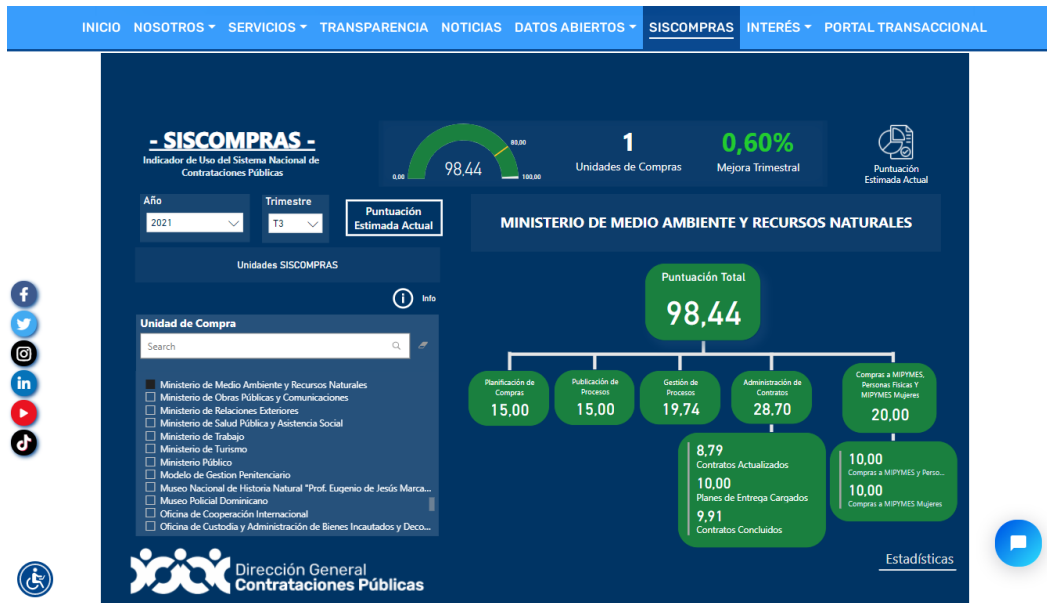 INICIO NOSOTROS SERVICIOS TRANSPARENCIA NOTICIAS DATOS ABIERTOS SISCOMPRAS INTERÉS PORTAL TRANSACCIONAL
- SISCOMPRAS -
Indicador de Uso del Sistema Nacional de
Contrataciones Públicas
0,00
98,44
80,00
100,00
1
Unidades de Compras
0,60%
Mejora Trimestral
Puntuación
Estimada Actual
Año
2021
Trimestre
T3
Puntuación
Estimada Actual
MINISTERIO DE MEDIO AMBIENTE Y RECURSOS NATURALES
Unidades SISCOMPRAS
Info
Unidad de Compra
Search
Ministerio de Medio Ambiente y Recursos Naturales
Ministerio de Obras Públicas y Comunicaciones
Ministerio de Relaciones Exteriores
Ministerio de Salud Pública y Asistencia Social
Ministerio de Trabajo
Ministerio de Turismo
Ministerio Público
Modelo de Gestion Penitenciario
Museo Nacional de Historia Natural "Prof. Eugenio de Jesús Marca...
Museo Policial Dominicano
Oficina de Cooperación Internacional
Oficina de Custodia y Administración de Bienes Incautados y Deco...
Puntuación Total
98,44
Planificación de
Compras
15,00
Publicación de
Procesos
15,00
Gestión de
Procesos
19,74
Administración de
Contratos
28,70
Compras a MIPYMES,
Personas Fisicas Y
MIPYMES Mujeres
20,00
8,79
Contratos Actualizados
10,00
Planes de Entrega Cargados
9,91
Contratos Concluidos
10,00
Compras a MIPYMES y Perso...
10,00
Compras a MIPYMES Mujeres
Dirección General
Contrataciones Públicas
Estadísticas